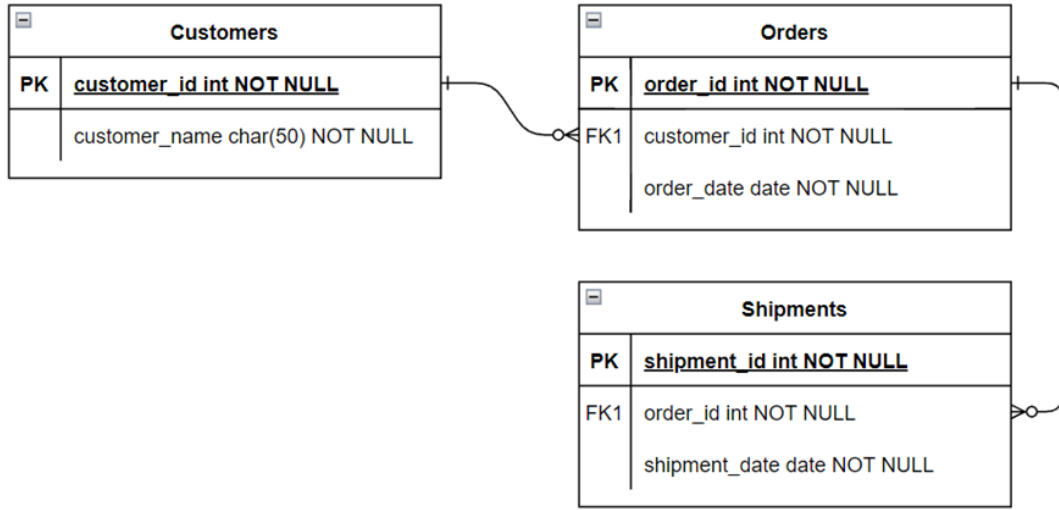 Customers
PK customer_id int NOT NULL
customer_name char(50) NOT NULL
Orders
PK order_id int NOT NULL
FK1 customer_id int NOT NULL
order_date date NOT NULL
Shipments
PK shipment_id int NOT NULL
FK1 order_id int NOT NULL
shipment_date date NOT NULL